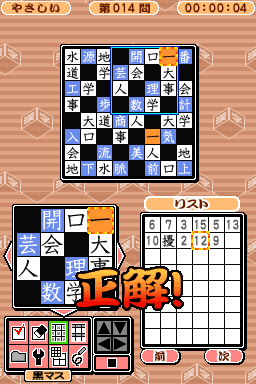 やさしい 第014問 00:00:04
水源地 開口一番
道 学芸会 大
工学 人 理事
歩 数学 計
道商人
入口 事 一気
流 美人 地
地下水脈 前口上
開口一
芸会 大
人 理事
数学
正解!
黒マス
リスト
6 7 3 15 5 13
10 擾 2 12 9
前 次